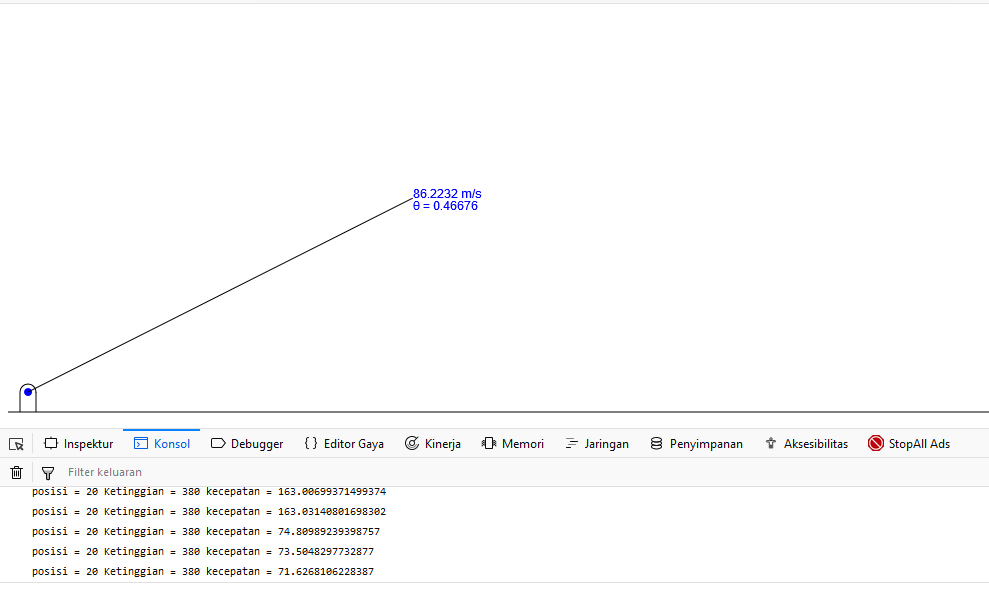 86.2232 m/s
θ = 0.46676
Inspektur Konsol Debugger {} Editor Gaya Kinerja Memori Jaringan Penyimpanan Aksesibilitas StopAll Ads
Filter keluaran
posisi = 20 Ketinggian = 380 kecepatan = 163.00699371499374
posisi = 20 Ketinggian = 380 kecepatan = 163.03140801698302
posisi = 20 Ketinggian = 380 kecepatan = 74.80989239398757
posisi = 20 Ketinggian = 380 kecepatan = 73.5048297732877
posisi = 20 Ketinggian = 380 kecepatan = 71.6268106228387